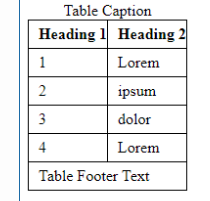 Table Caption
Heading 1 Heading 2
1 Lorem
2 ipsum
3 dolor
4 Lorem
Table Footer Text